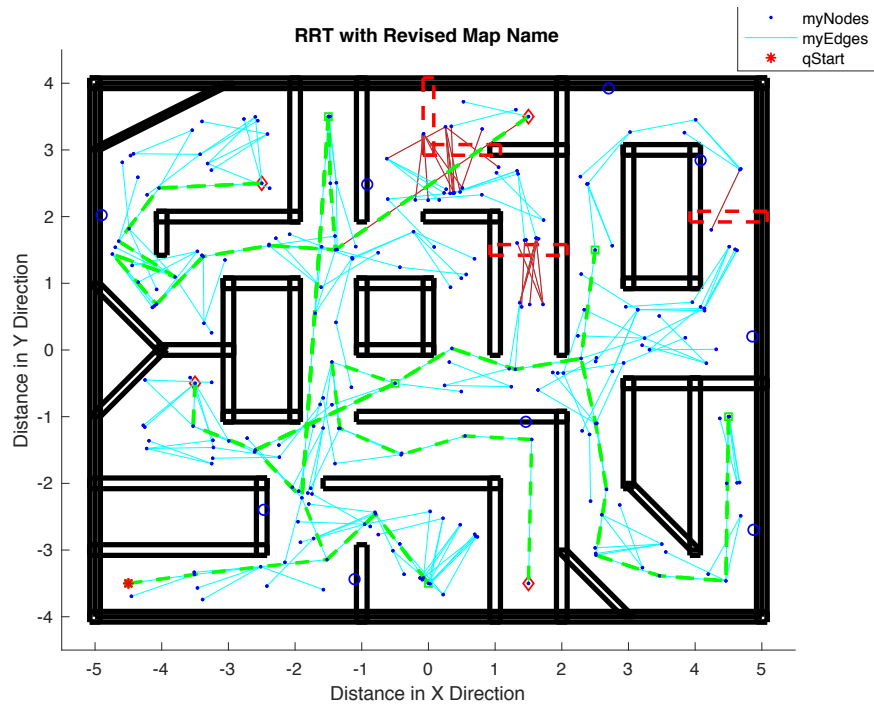 RRT with Revised Map Name
myNodes
myEdges
qStart
4
3
2
1
0
-1
-2
-3
-4
Distance in Y Direction
-5 -4 -3 -2 -1 0 1 2 3 4 5
Distance in X Direction